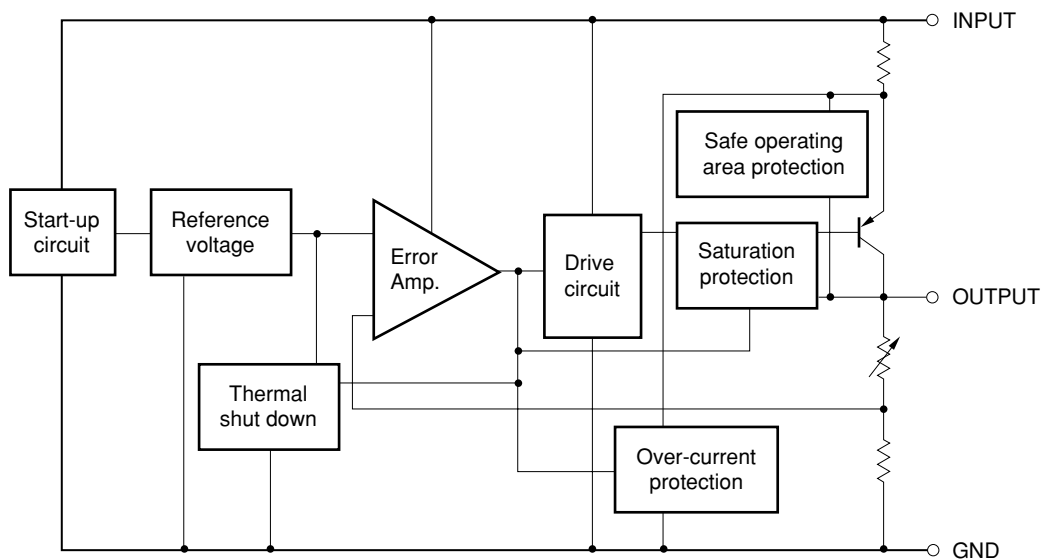 INPUT
Safe operating
area protection
Start-up
circuit
Reference
voltage
Error
Amp.
Drive
circuit
Saturation
protection
OUTPUT
Thermal
shut down
Over-current
protection
GND